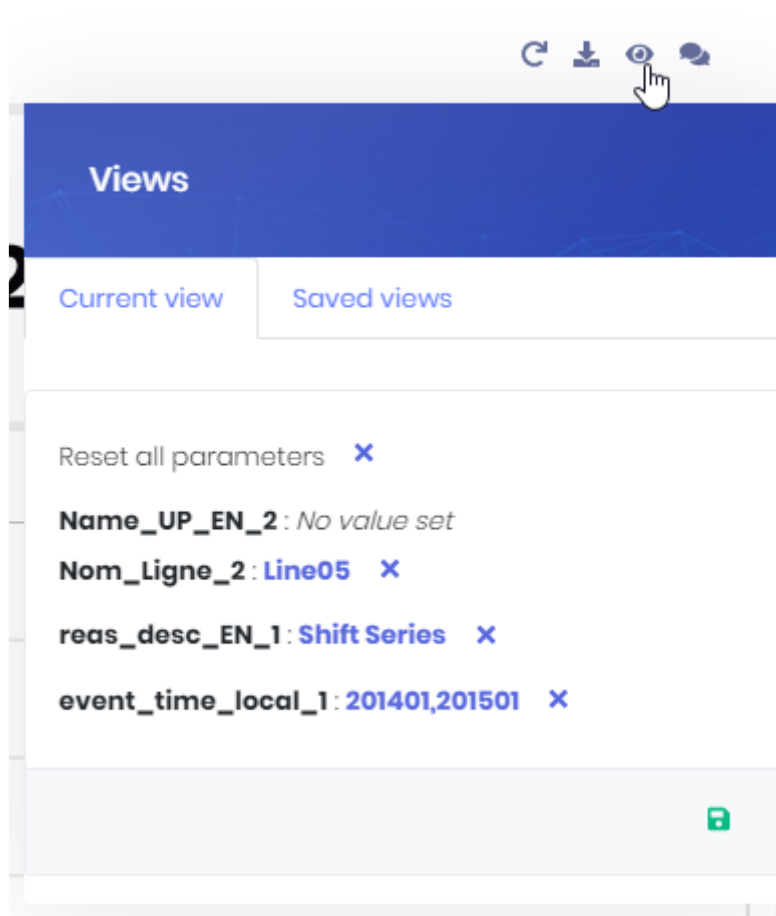 Views
2
Current view Saved views
Reset all parameters
Name_UP_EN_2 : No value set
Nom_Ligne_2 : Line05
reas_desc_EN_1 : Shift Series
event_time_local_1 : 201401,201501